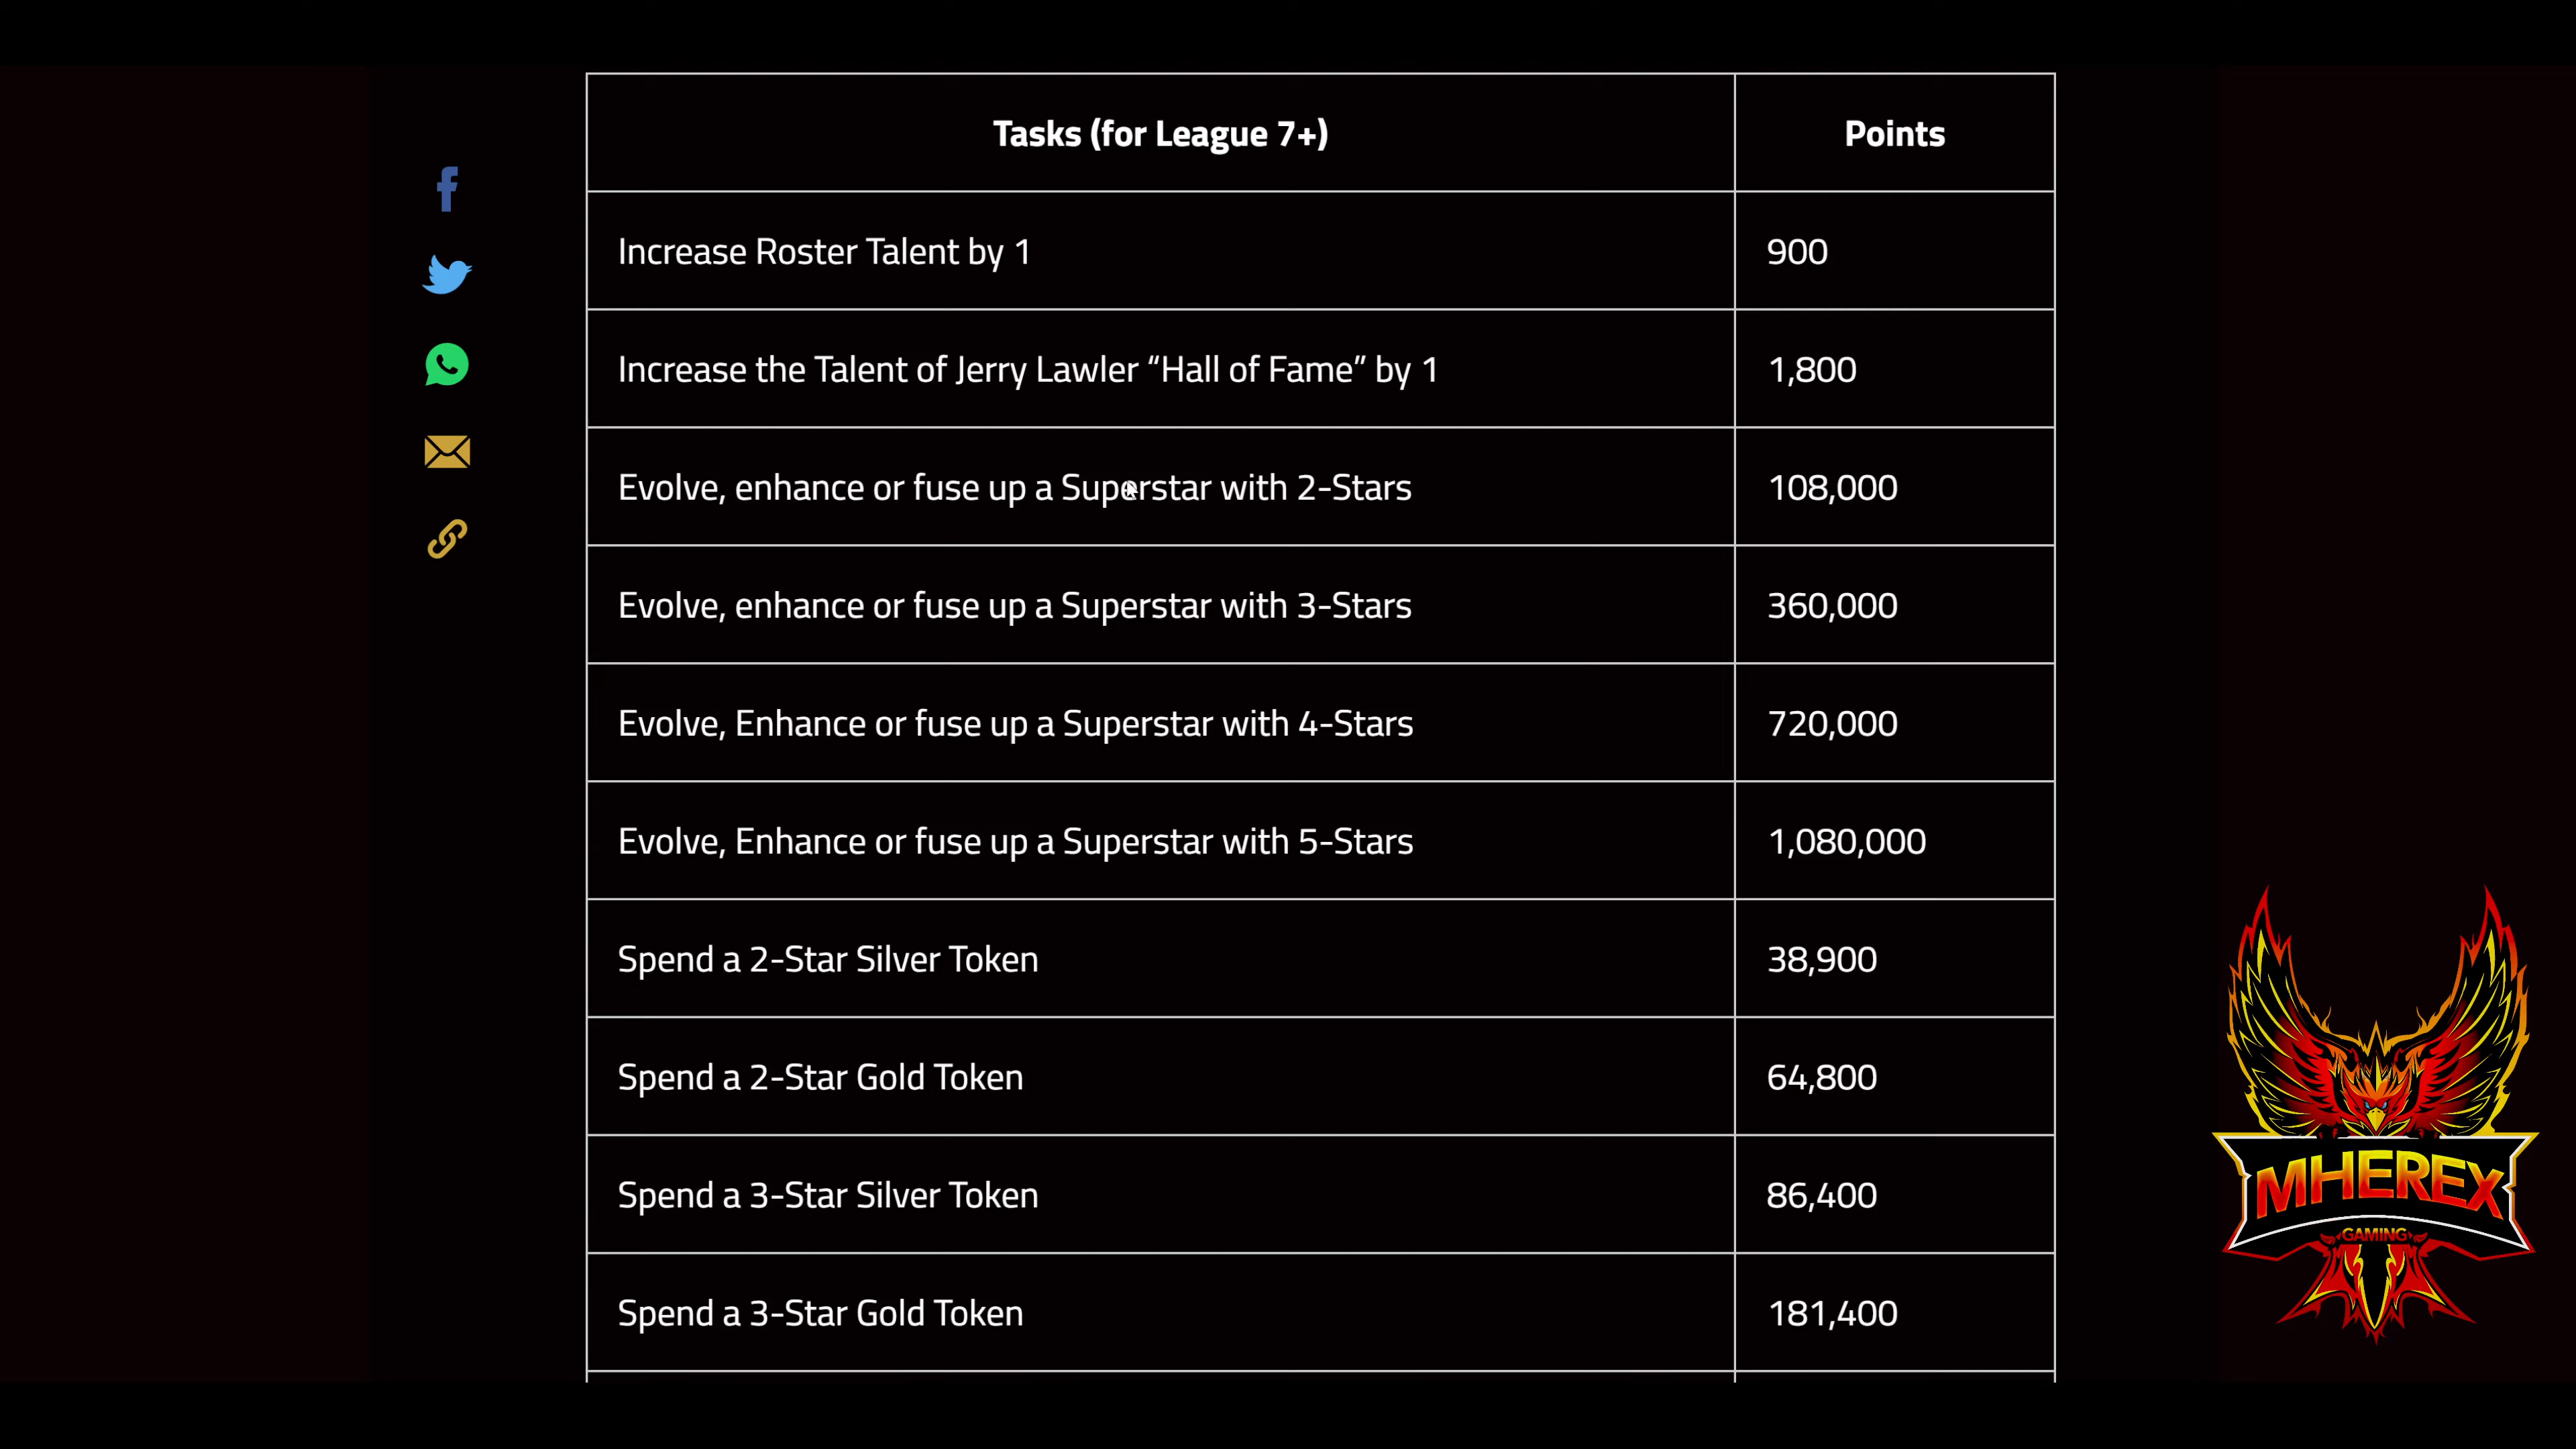 Tasks (for League 7+) Points
Increase Roster Talent by 1 900
Increase the Talent of Jerry Lawler “Hall of Fame” by 1 1,800
Evolve, enhance or fuse up a Superstar with 2-Stars 108,000
Evolve, enhance or fuse up a Superstar with 3-Stars 360,000
Evolve, Enhance or fuse up a Superstar with 4-Stars 720,000
Evolve, Enhance or fuse up a Superstar with 5-Stars 1,080,000
Spend a 2-Star Silver Token 38,900
Spend a 2-Star Gold Token 64,800
Spend a 3-Star Silver Token 86,400
Spend a 3-Star Gold Token 181,400
MHEREX
GAMING